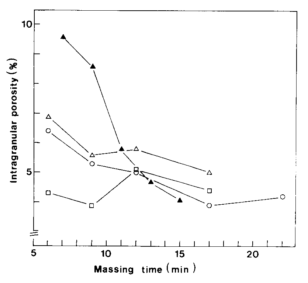 10
5
Intragranular porosity (%)
5 10 15 20
Massing time (min)